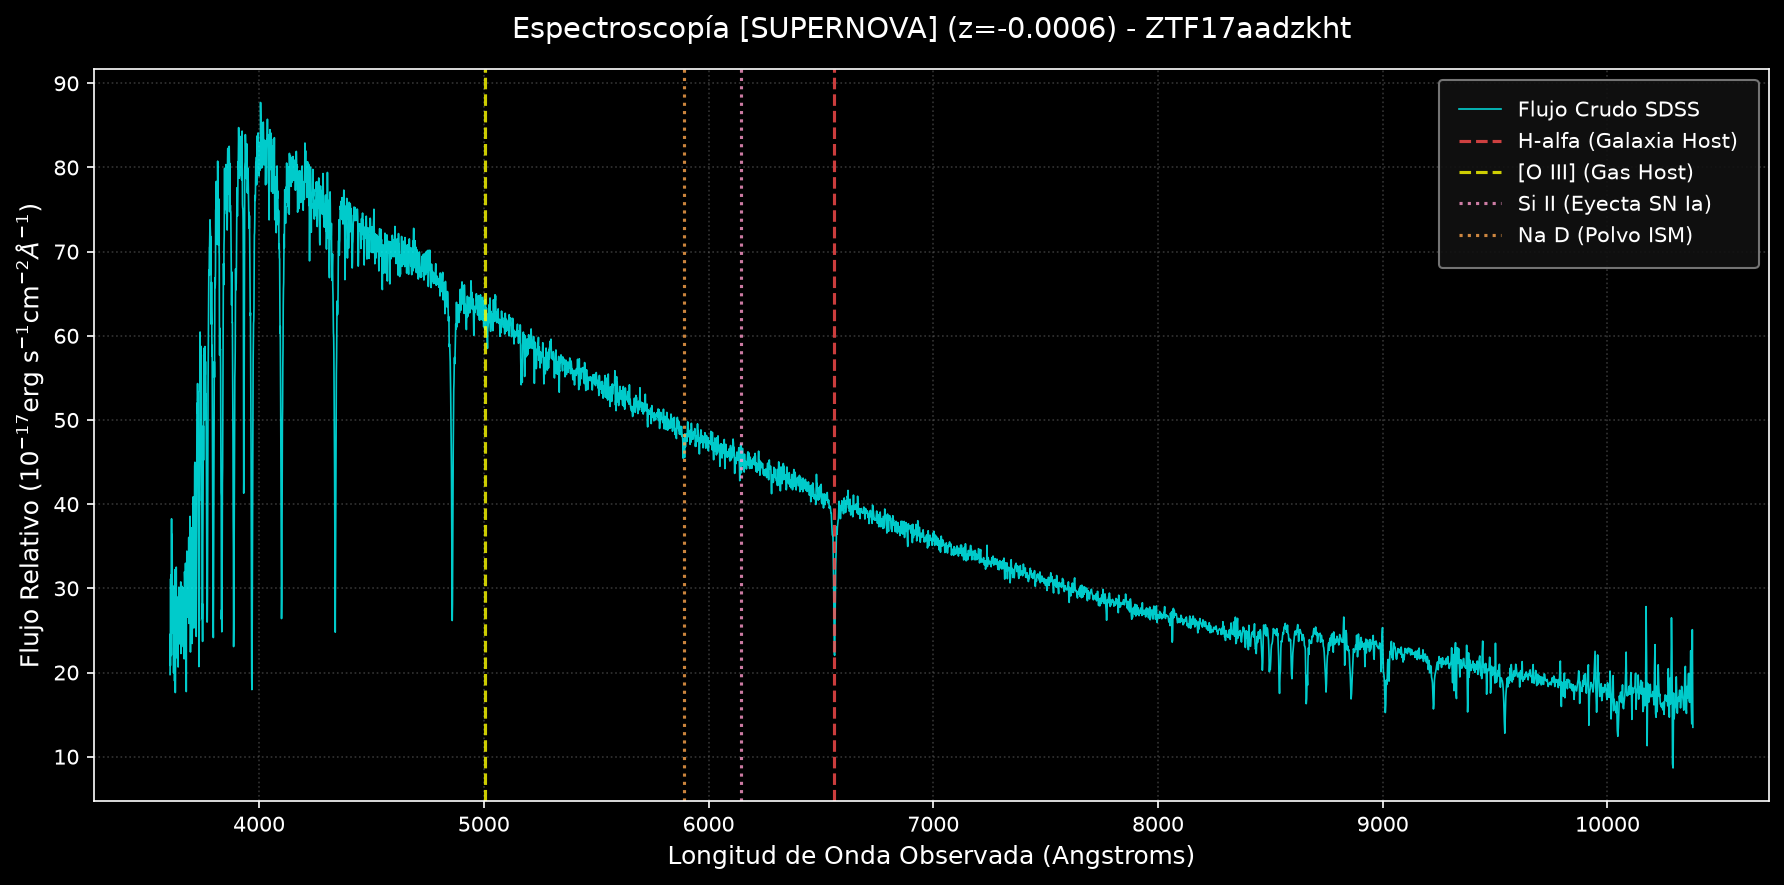 Espectroscopía [SUPERNOVA] (z=-0.0006) - ZTF17aadzkht
Flujo Relativo (10⁻¹⁷erg s⁻¹cm⁻²Å⁻¹)
90
80
70
60
50
40
30
20
10
Flujo Crudo SDSS
H-alfa (Galaxia Host)
[O III] (Gas Host)
Si II (Eyecta SN Ia)
Na D (Polvo ISM)
4000 5000 6000 7000 8000 9000 10000
Longitud de Onda Observada (Angstroms)